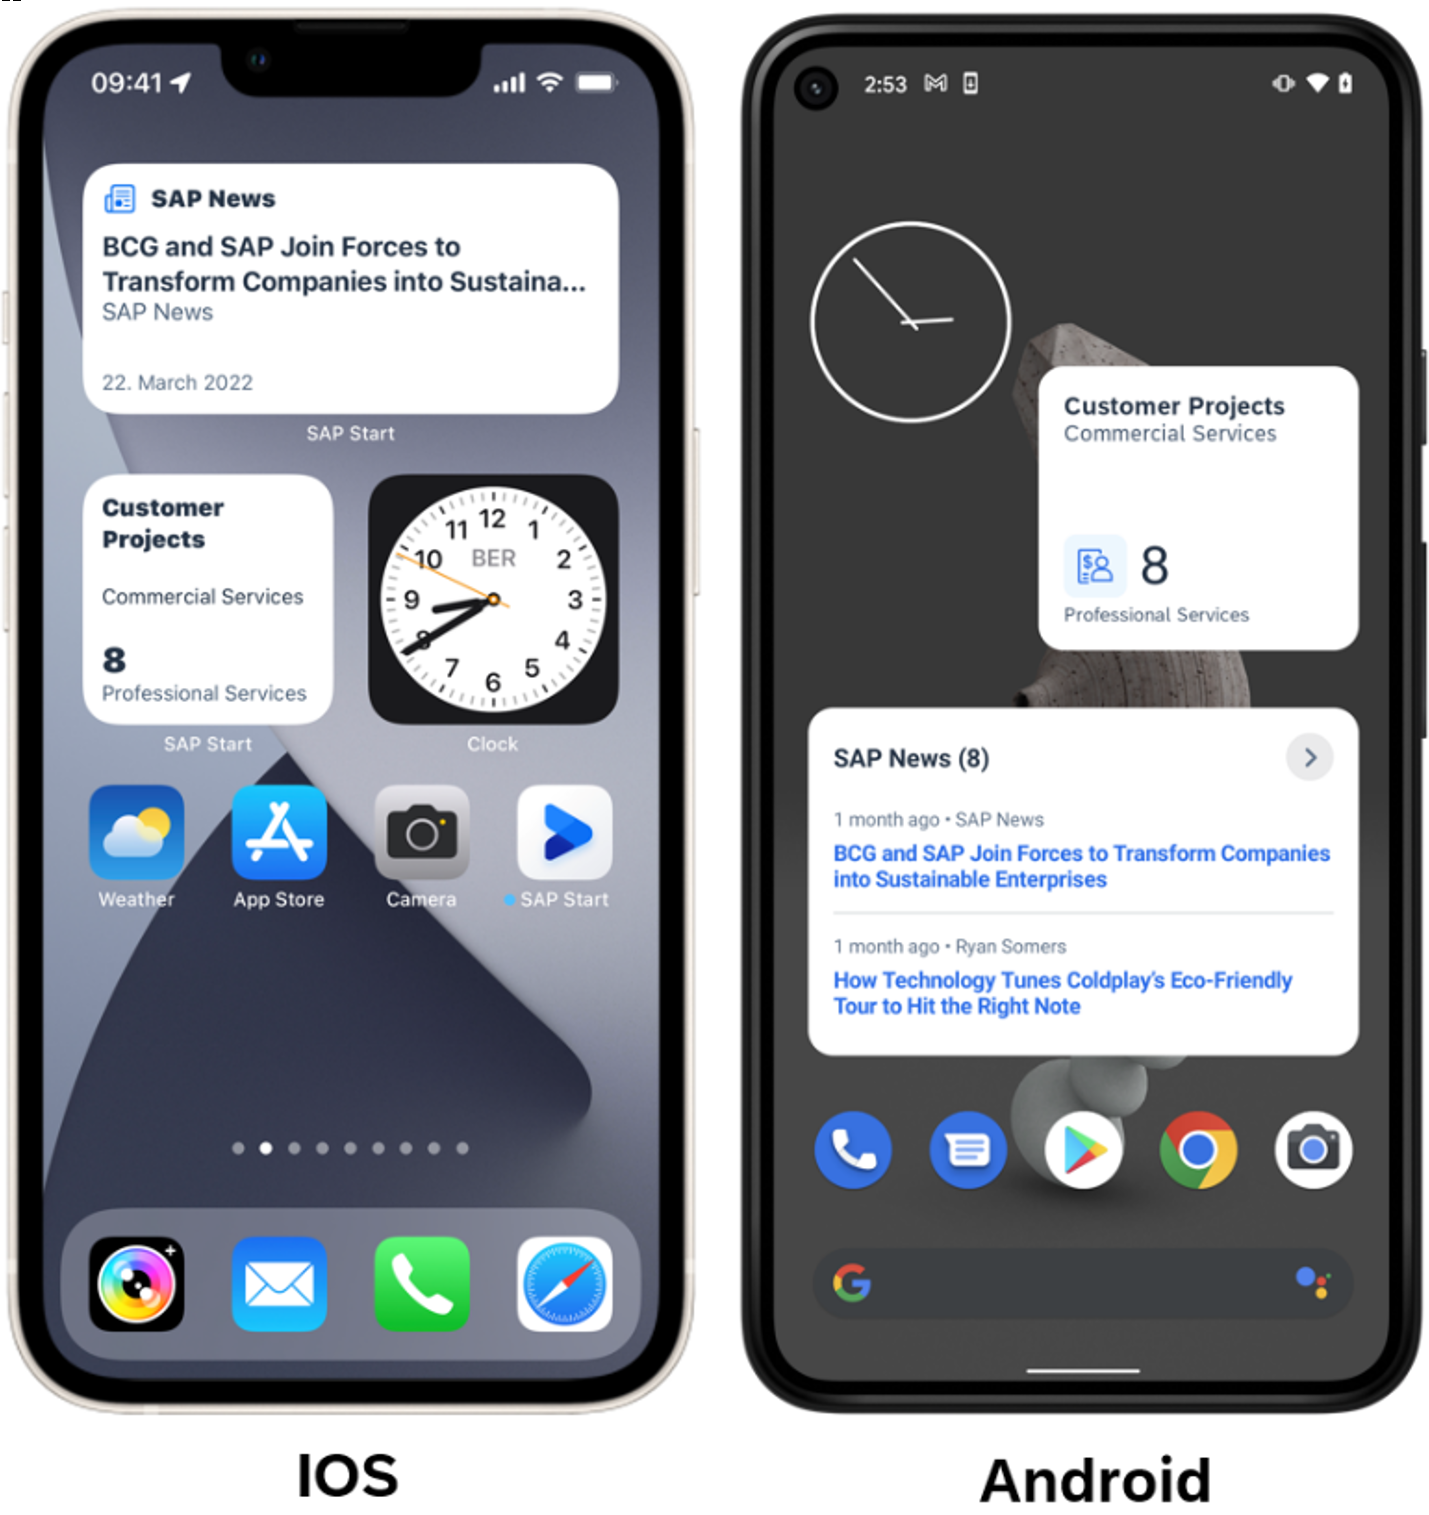 09:41
SAP News
BCG and SAP Join Forces to
Transform Companies into Sustaina...
SAP News
22. March 2022
SAP Start
Customer
Projects
Commercial Services
8
Professional Services
SAP Start
12
11
1
10
BER
2
9
3
8
4
7
5
6
Clock
Weather
App Store
Camera
SAP Start
IOS
2:53
Customer Projects
Commercial Services
8
Professional Services
SAP News (8)
1 month ago • SAP News
BCG and SAP Join Forces to Transform Companies
into Sustainable Enterprises
1 month ago • Ryan Somers
How Technology Tunes Coldplay's Eco-Friendly
Tour to Hit the Right Note
Android